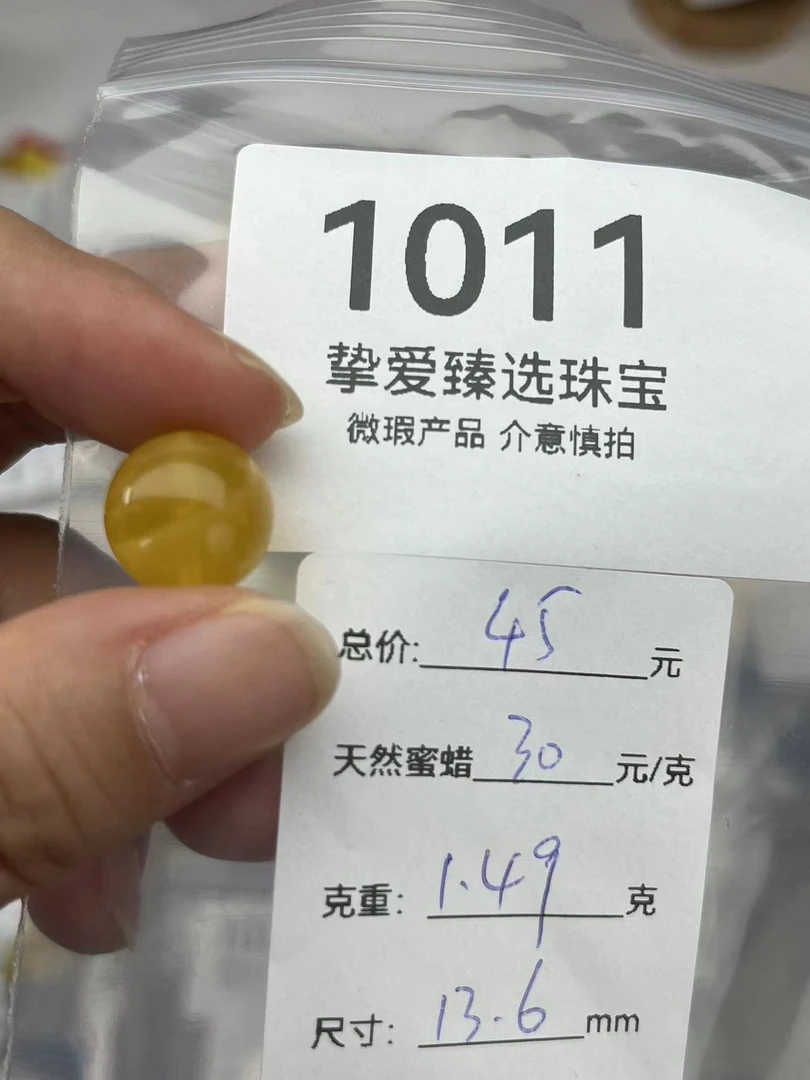 1011
挚爱臻选珠宝
微瑕产品 介意慎拍
总价:45元
天然蜜蜡30元/克
克重:1.49克
尺寸:13.6mm